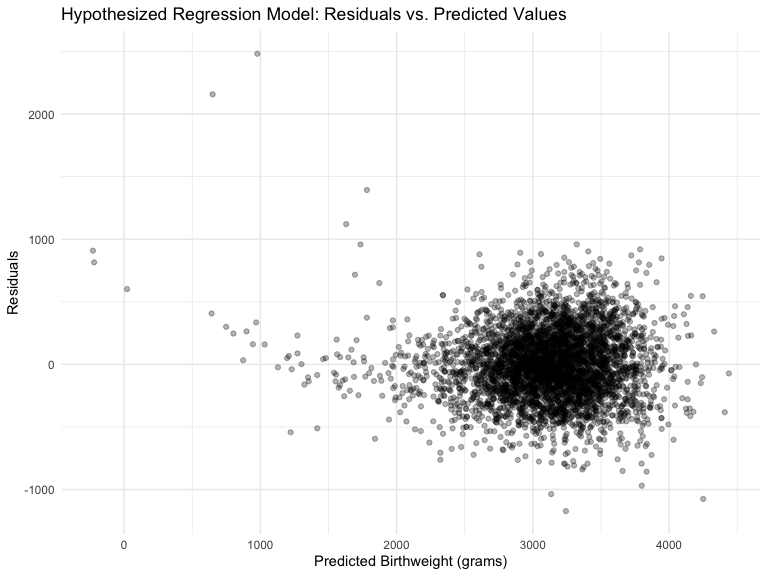 Hypothesized Regression Model: Residuals vs. Predicted Values
Residuals
2000
1000
0
-1000
0 1000 2000 3000 4000
Predicted Birthweight (grams)